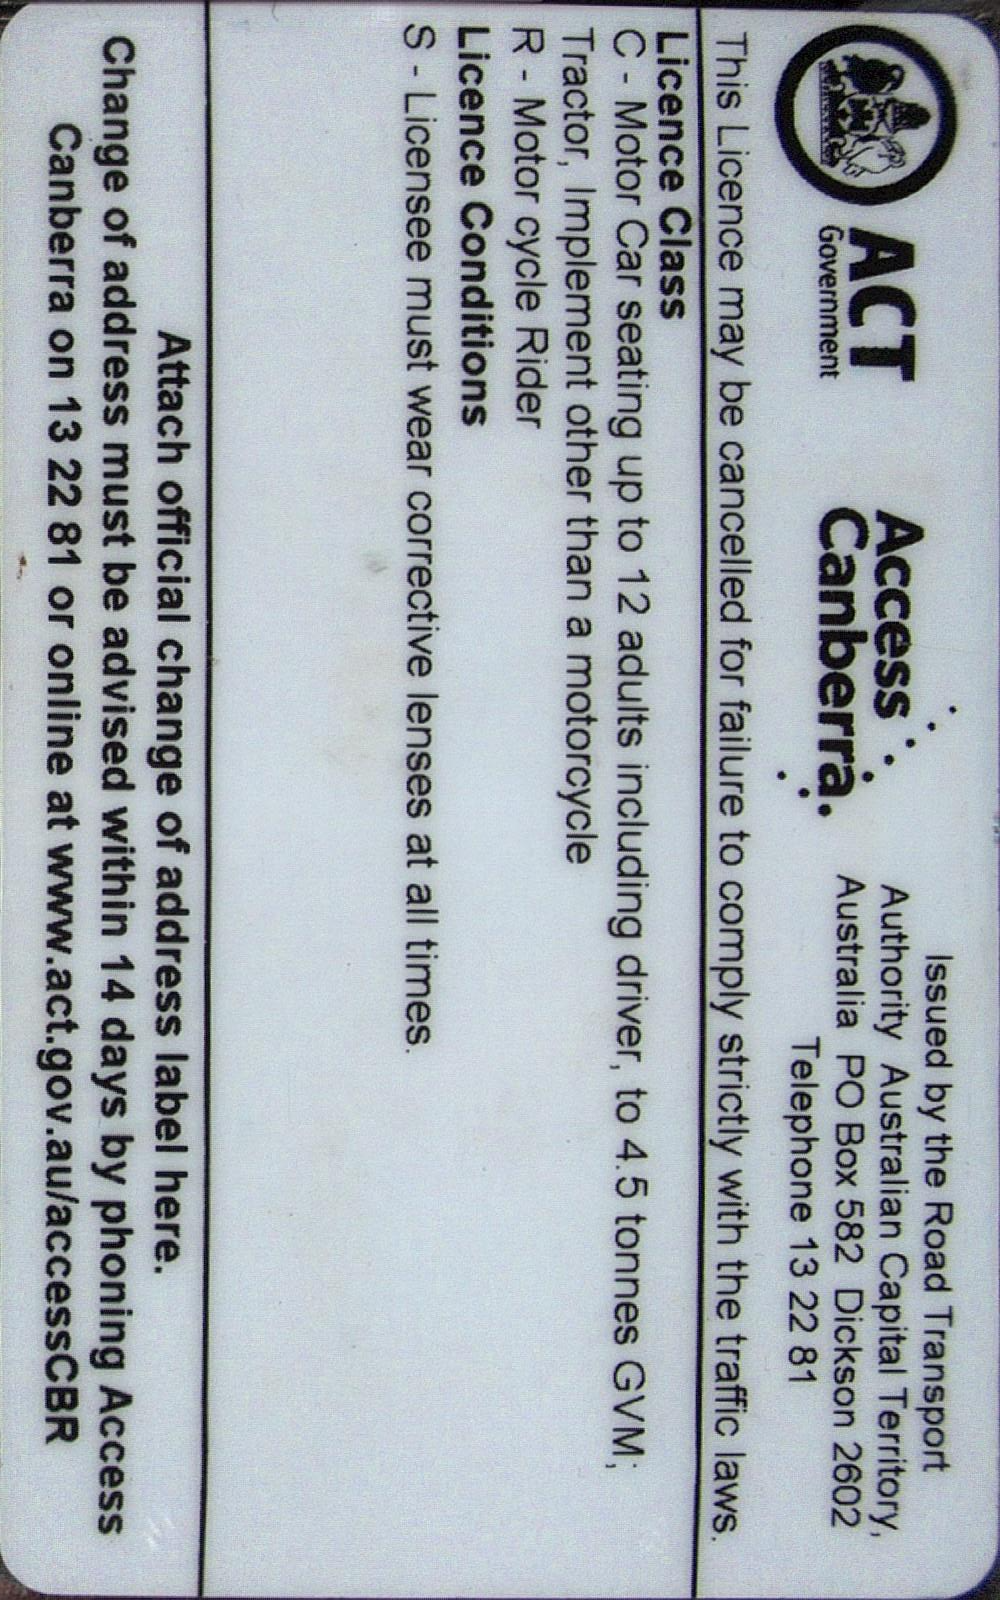 ACT
Government
Access
Canberra
Issued by the Road Transport
Authority Australian Capital Territory,
Australia PO Box 582 Dickson 2602
Telephone 13 22 81
This Licence may be cancelled for failure to comply strictly with the traffic laws.
Licence Class
C - Motor Car seating up to 12 adults including driver, to 4.5 tonnes GVM;
Tractor, Implement other than a motorcycle
R - Motor cycle Rider
Licence Conditions
S - Licensee must wear corrective lenses at all times.
Attach official change of address label here.
Change of address must be advised within 14 days by phoning Access
Canberra on 13 22 81 or online at www.act.gov.au/accessCBR